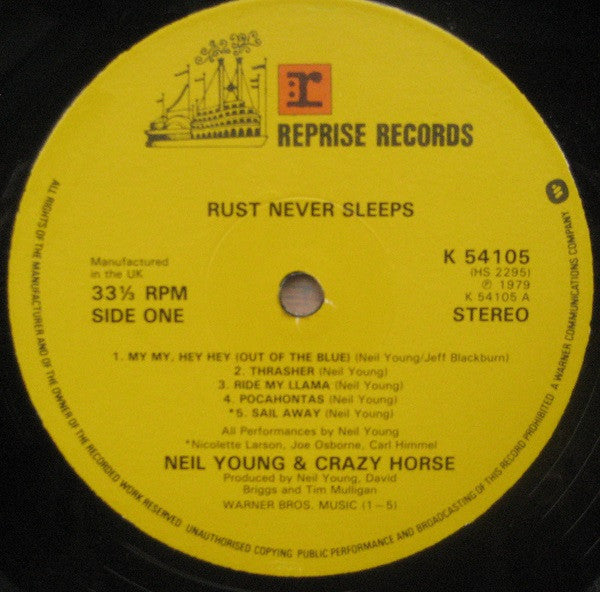 r
REPRISE RECORDS
RUST NEVER SLEEPS
Manufactured
in the UK
33⅓ RPM
SIDE ONE
K 54105
(HS 2295)
℗ 1979
K 54105 A
STEREO
1. MY MY, HEY HEY (OUT OF THE BLUE) (Neil Young/Jeff Blackburn)
2. THRASHER (Neil Young)
3. RIDE MY LLAMA (Neil Young)
4. POCAHONTAS (Neil Young)
*5. SAIL AWAY (Neil Young)
All Performances by Neil Young
*Nicolette Larson, Joe Osborne, Carl Himmel
NEIL YOUNG & CRAZY HORSE
Produced by Neil Young, David
Briggs and Tim Mulligan
WARNER BROS. MUSIC (1–5)
ALL RIGHTS OF THE MANUFACTURER AND OF THE OWNER OF THE RECORDED WORK RESERVED. UNAUTHORISED COPYING PUBLIC PERFORMANCE AND BROADCASTING OF THIS RECORD PROHIBITED. A WARNER COMMUNICATIONS COMPANY